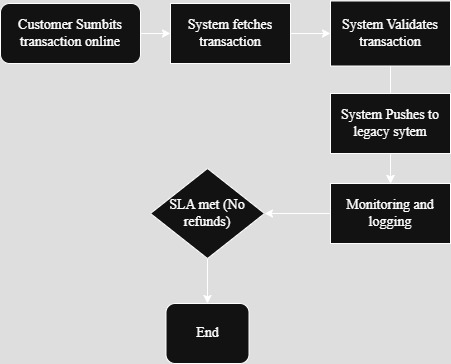 Customer Sumbits
transaction online
System fetches
transaction
System Validates
transaction
System Pushes to
legacy sytem
Monitoring and
logging
SLA met (No
refunds)
End